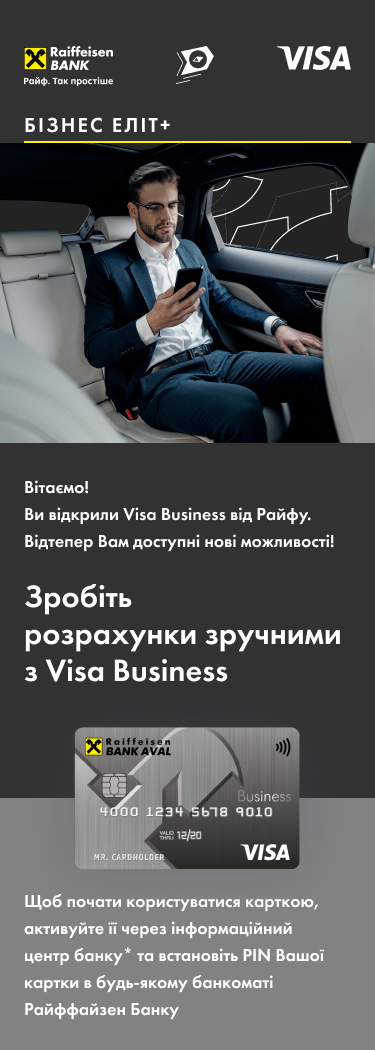 Raiffeisen
BANK
Райф. Так простіше
VISA
БІЗНЕС ЕЛІТ+
Вітаємо!
Ви відкрили Visa Business від Райфу.
Відтепер Вам доступні нові можливості!
Зробіть
розрахунки зручними
з Visa Business
Raiffeisen
BANK AVAL
Business
4000 1234 5678 9010
VALID
THRU 12/20
MR. CARDHOLDER
VISA
Щоб почати користуватися карткою,
активуйте її через інформаційний
центр банку* та встановіть PIN Вашої
картки в будь-якому банкоматі
Райффайзен Банку